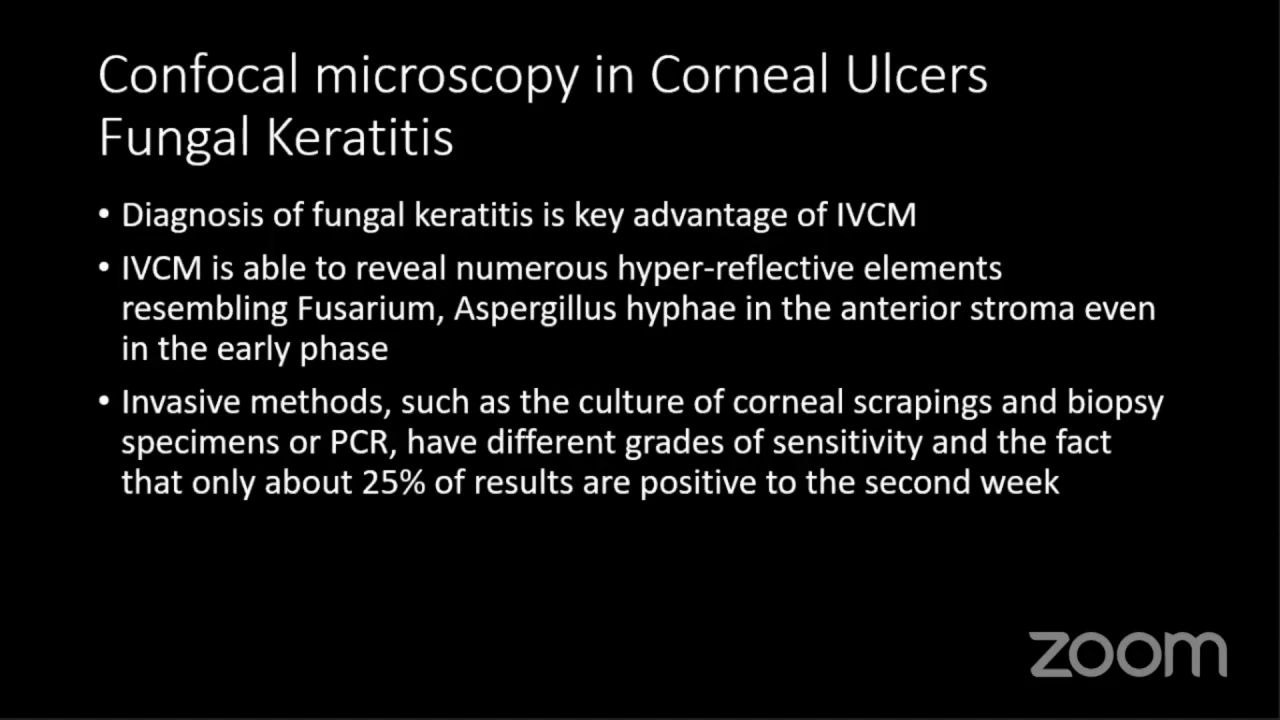 Confocal microscopy in Corneal Ulcers
Fungal Keratitis
• Diagnosis of fungal keratitis is key advantage of IVCM
• IVCM is able to reveal numerous hyper-reflective elements
resembling Fusarium, Aspergillus hyphae in the anterior stroma even
in the early phase
• Invasive methods, such as the culture of corneal scrapings and biopsy
specimens or PCR, have different grades of sensitivity and the fact
that only about 25% of results are positive to the second week
zoom